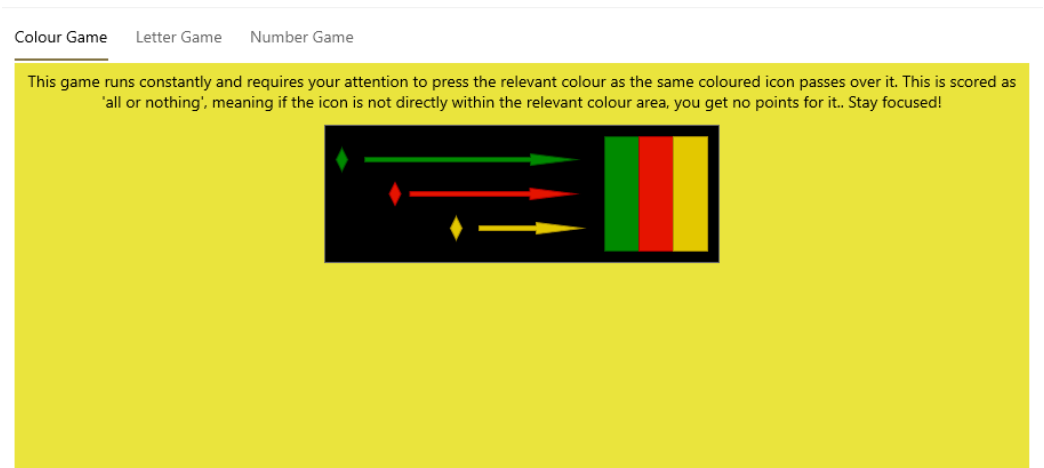 Colour Game Letter Game Number Game
This game runs constantly and requires your attention to press the relevant colour as the same coloured icon passes over it. This is scored as
'all or nothing', meaning if the icon is not directly within the relevant colour area, you get no points for it.. Stay focused!